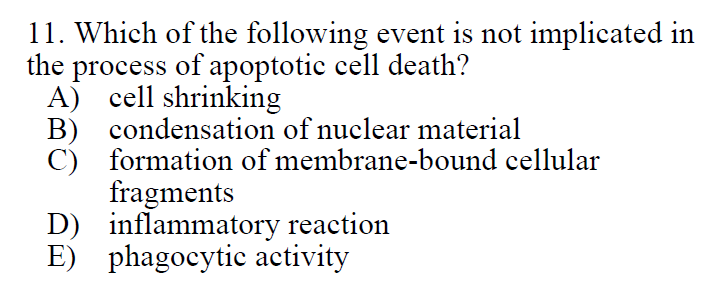 11. Which of the following event is not implicated in
the process of apoptotic cell death?
A) cell shrinking
B) condensation of nuclear material
C) formation of membrane-bound cellular
fragments
D) inflammatory reaction
E) phagocytic activity